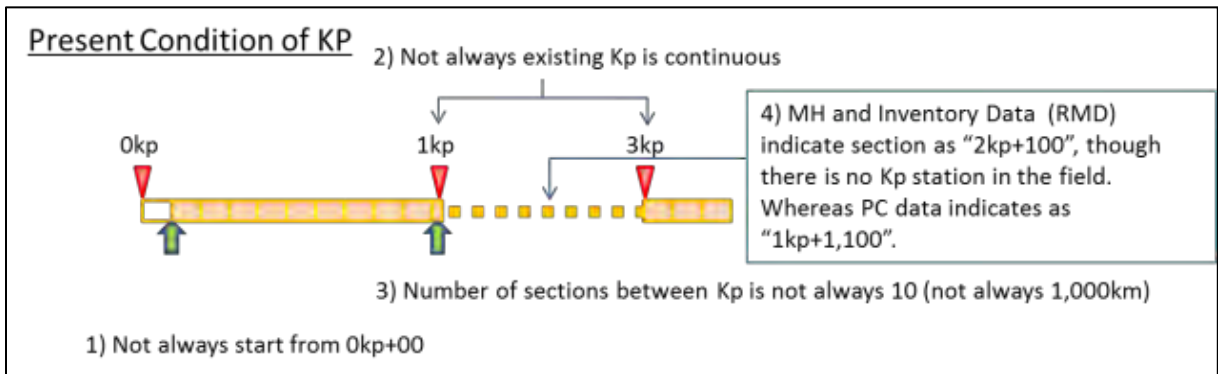 Present Condition of KP
2) Not always existing Kp is continuous
0kp
1kp
3kp
4) MH and Inventory Data (RMD)
indicate section as "2kp+100", though
there is no Kp station in the field.
Whereas PC data indicates as
"1kp+1,100".
3) Number of sections between Kp is not always 10 (not always 1,000km)
1) Not always start from 0kp+00